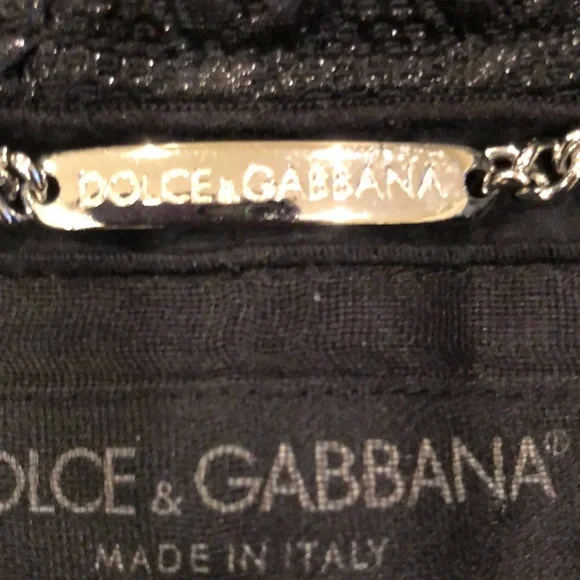 DOLCE & GABBANA
OLCE & GABBANA®
MADE IN ITALY